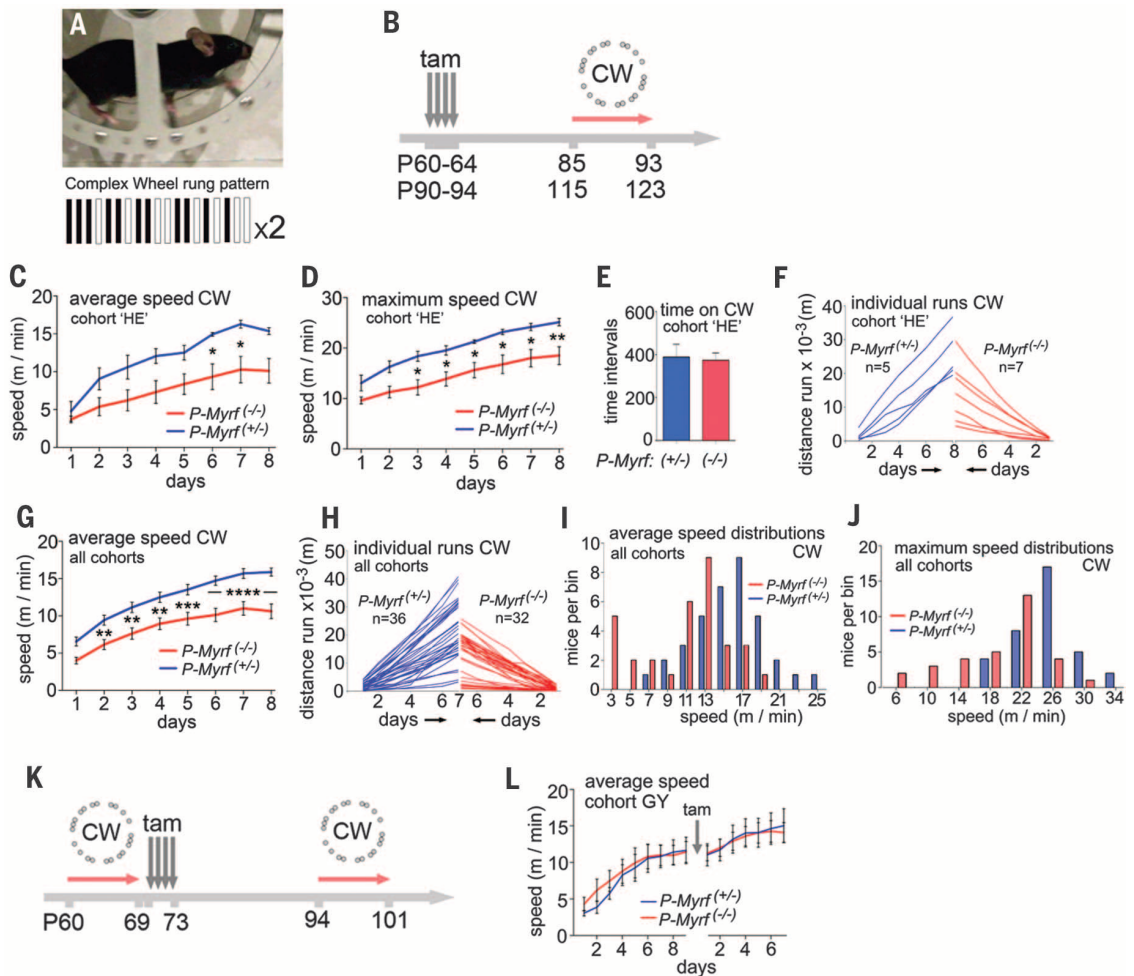 A
Complex Wheel rung pattern
x2
B
tam
CW
P60-64 85 93
P90-94 115 123
C
average speed CW
cohort 'HE'
speed (m / min)
20
15
10
5
0
P-Myrf(-/-)
P-Myrf(+/-)
* *
1 2 3 4 5 6 7 8
days
D
maximum speed CW
cohort 'HE'
speed (m / min)
30
20
10
0
* * * * * **
P-Myrf(-/-)
P-Myrf(+/-)
1 2 3 4 5 6 7 8
days
E
time on CW
cohort 'HE'
time intervals
600
400
200
0
P-Myrf: (+/-) (-/-)
F
individual runs CW
cohort 'HE'
distance run x 10-3 (m)
40
30
20
10
0
P-Myrf(+/-)
n=5
P-Myrf(-/-)
n=7
2 4 6 8 6 4 2
days → ← days
G
average speed CW
all cohorts
speed (m / min)
20
15
10
5
0
** ** ** *** ****
P-Myrf(-/-)
P-Myrf(+/-)
1 2 3 4 5 6 7 8
days
H
individual runs CW
all cohorts
distance run x10-3 (m)
50
40
30
20
10
0
P-Myrf(+/-)
n=36
P-Myrf(-/-)
n=32
2 4 6 7 6 4 2
days → ← days
I
average speed distributions
all cohorts CW
mice per bin
10
8
6
4
2
0
P-Myrf(-/-)
P-Myrf(+/-)
3 5 7 9 11 13 17 21 25
speed (m / min)
J
maximum speed distributions
all cohorts CW
mice per bin
20
15
10
5
0
P-Myrf(-/-)
P-Myrf(+/-)
6 10 14 18 22 26 30 34
speed (m / min)
K
CW
tam
CW
P60 69 73 94 101
L
average speed
cohort GY
tam
speed (m / min)
20
15
10
5
0
P-Myrf(+/-)
P-Myrf(-/-)
2 4 6 8 2 4 6
days